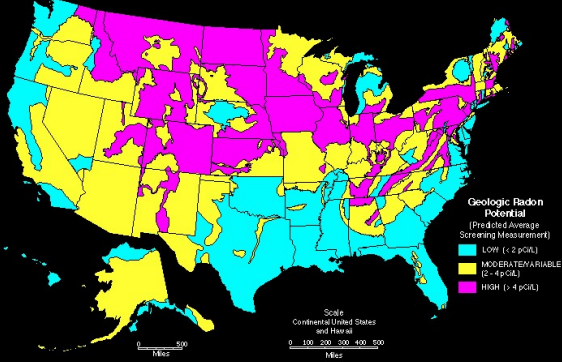 Geologic Radon
Potential
(Predicted Average
Screening Measurement)
LOW (< 2 pCi/L)
MODERATE/VARIABLE
(2 - 4 pCi/L)
HIGH (> 4 pCi/L)
Scale
Continental United States
and Hawaii
0 100 200 300 400 500
Miles
0 500
Miles